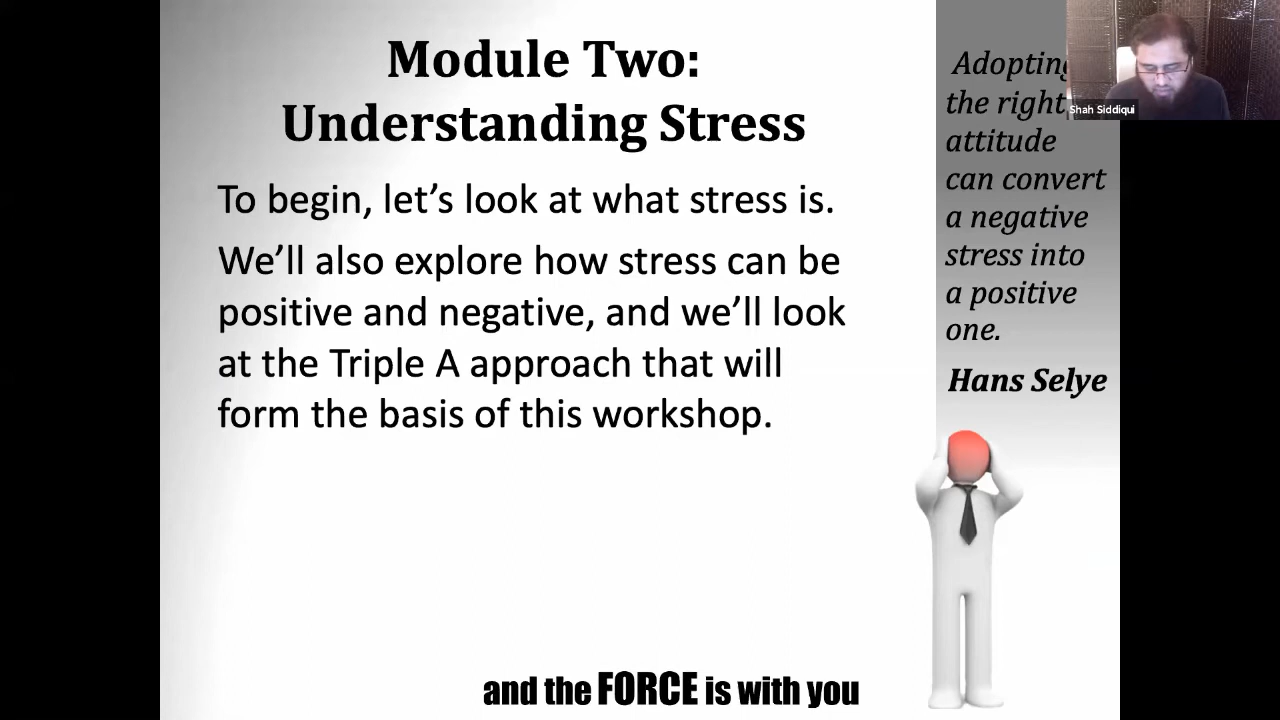 Module Two:
Understanding Stress
To begin, let’s look at what stress is.
We’ll also explore how stress can be
positive and negative, and we’ll look
at the Triple A approach that will
form the basis of this workshop.
Adopting
the right
attitude
can convert
a negative
stress into
a positive
one.
Hans Selye
Shah Siddiqui
and the FORCE is with you